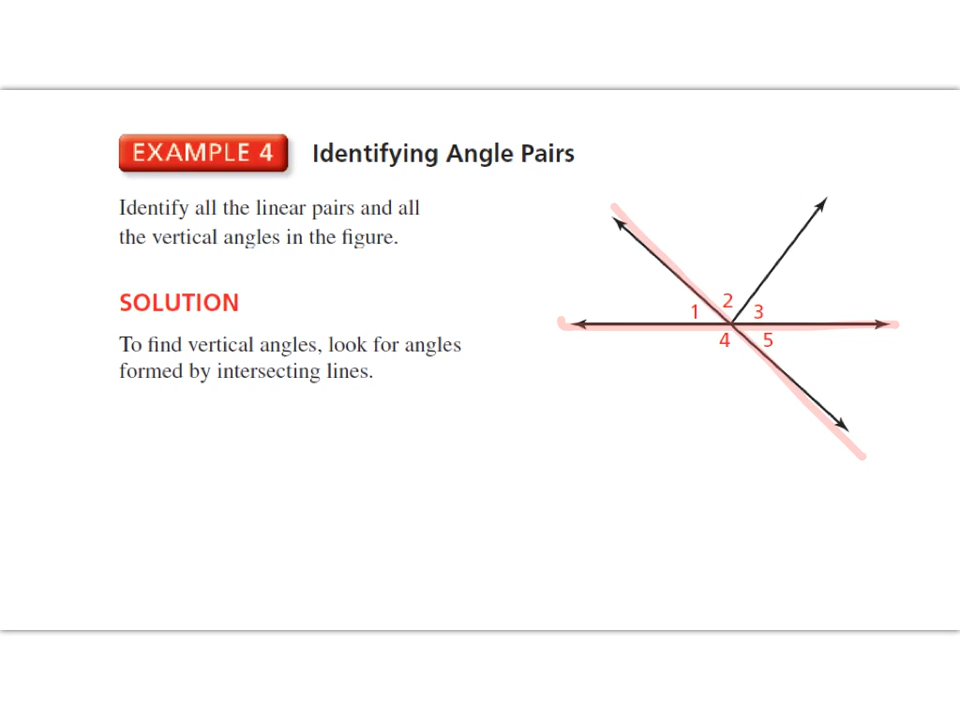 EXAMPLE 4 Identifying Angle Pairs
Identify all the linear pairs and all
the vertical angles in the figure.
SOLUTION
To find vertical angles, look for angles
formed by intersecting lines.
1 2 3
4 5